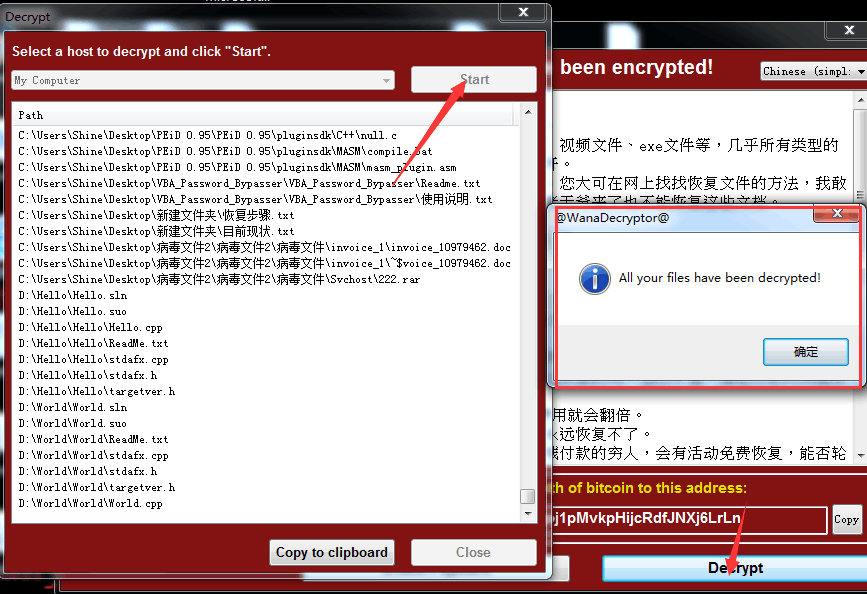 Decrypt
Select a host to decrypt and click "Start".
My Computer
Start
Path
C:\Users\Shine\Desktop\PEiD 0.95\PEiD 0.95\pluginsdk\C++\null.c
C:\Users\Shine\Desktop\PEiD 0.95\PEiD 0.95\pluginsdk\MASM\compile.bat
C:\Users\Shine\Desktop\PEiD 0.95\PEiD 0.95\pluginsdk\MASM\masm_plugin.asm
C:\Users\Shine\Desktop\VBA_Password_Bypasser\VBA_Password_Bypasser\Readme.txt
C:\Users\Shine\Desktop\VBA_Password_Bypasser\VBA_Password_Bypasser\使用说明.txt
C:\Users\Shine\Desktop\新建文件夹\恢复步骤.txt
C:\Users\Shine\Desktop\新建文件夹\目前现状.txt
C:\Users\Shine\Desktop\病毒文件2\病毒文件2\病毒文件\invoice_1\invoice_10979462.doc
C:\Users\Shine\Desktop\病毒文件2\病毒文件2\病毒文件\invoice_1\~$voice_10979462.doc
C:\Users\Shine\Desktop\病毒文件2\病毒文件2\病毒文件\Svchost\222.rar
D:\Hello\Hello.sln
D:\Hello\Hello.suo
D:\Hello\Hello\Hello.cpp
D:\Hello\Hello\ReadMe.txt
D:\Hello\Hello\stdafx.cpp
D:\Hello\Hello\stdafx.h
D:\Hello\Hello\targetver.h
D:\World\World.sln
D:\World\World.suo
D:\World\World\ReadMe.txt
D:\World\World\stdafx.cpp
D:\World\World\stdafx.h
D:\World\World\targetver.h
D:\World\World\World.cpp
Copy to clipboard
Close
been encrypted!
Chinese (simpl:
视频文件、exe文件等，几乎所有类型的
。
您大可在网上找找恢复文件的方法，我敢
@WanaDecryptor@
All your files have been decrypted!
确定
用就会翻倍。
远恢复不了。
付款的穷人，会有活动免费恢复，能否轮
th of bitcoin to this address:
j1pMvkpHijcRdfJNXj6LrLn
Copy
Decrypt